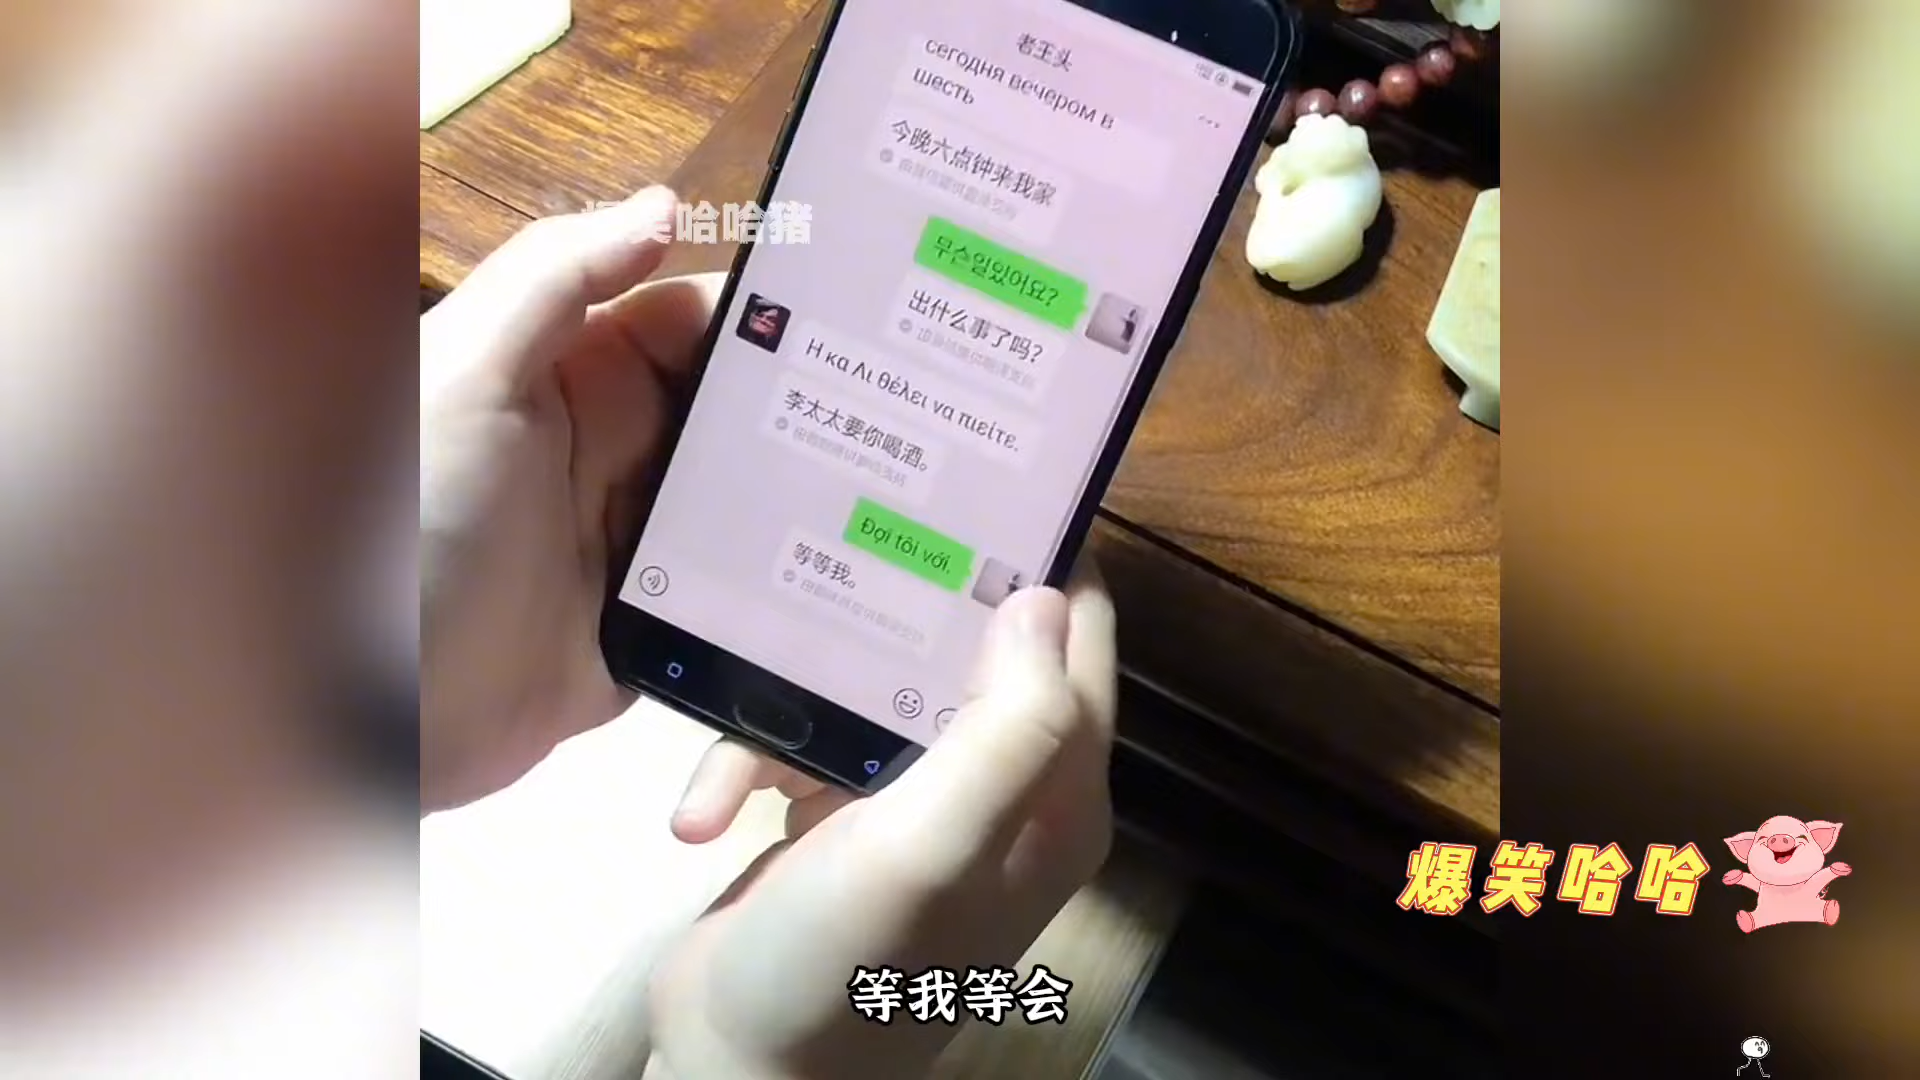 老王头
сегодня вечером в
шесть
今晚六点钟来我家
爆笑哈哈猪
무슨일있어요?
出什么事了吗?
Η κα Λι θέλει να πιείτε.
李太太要你喝酒。
Đợi tôi với.
等等我。
爆笑哈哈
等我等会